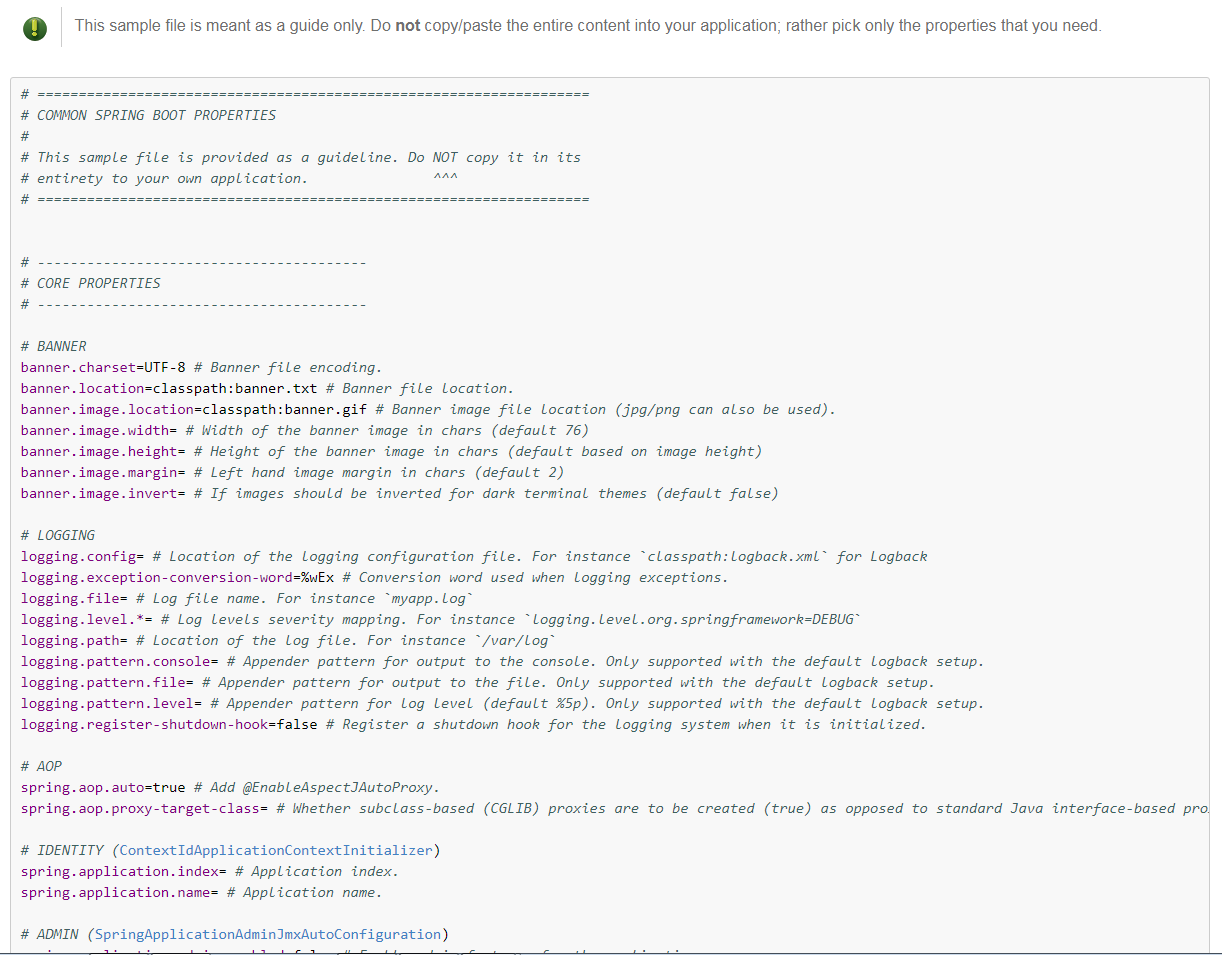 This sample file is meant as a guide only. Do not copy/paste the entire content into your application; rather pick only the properties that you need.
# ===================================================================
# COMMON SPRING BOOT PROPERTIES
#
# This sample file is provided as a guideline. Do NOT copy it in its
# entirety to your own application.               ^^^
# ===================================================================
# ----------------------------------------
# CORE PROPERTIES
# ----------------------------------------
# BANNER
banner.charset=UTF-8 # Banner file encoding.
banner.location=classpath:banner.txt # Banner file location.
banner.image.location=classpath:banner.gif # Banner image file location (jpg/png can also be used).
banner.image.width= # Width of the banner image in chars (default 76)
banner.image.height= # Height of the banner image in chars (default based on image height)
banner.image.margin= # Left hand image margin in chars (default 2)
banner.image.invert= # If images should be inverted for dark terminal themes (default false)
# LOGGING
logging.config= # Location of the logging configuration file. For instance `classpath:logback.xml` for Logback
logging.exception-conversion-word=%wEx # Conversion word used when logging exceptions.
logging.file= # Log file name. For instance `myapp.log`
logging.level.*= # Log levels severity mapping. For instance `logging.level.org.springframework=DEBUG`
logging.path= # Location of the log file. For instance `/var/log`
logging.pattern.console= # Appender pattern for output to the console. Only supported with the default logback setup.
logging.pattern.file= # Appender pattern for output to the file. Only supported with the default logback setup.
logging.pattern.level= # Appender pattern for log level (default %5p). Only supported with the default logback setup.
logging.register-shutdown-hook=false # Register a shutdown hook for the logging system when it is initialized.
# AOP
spring.aop.auto=true # Add @EnableAspectJAutoProxy.
spring.aop.proxy-target-class= # Whether subclass-based (CGLIB) proxies are to be created (true) as opposed to standard Java interface-based
# IDENTITY (ContextIdApplicationContextInitializer)
spring.application.index= # Application index.
spring.application.name= # Application name.
# ADMIN (SpringApplicationAdminJmxAutoConfiguration)